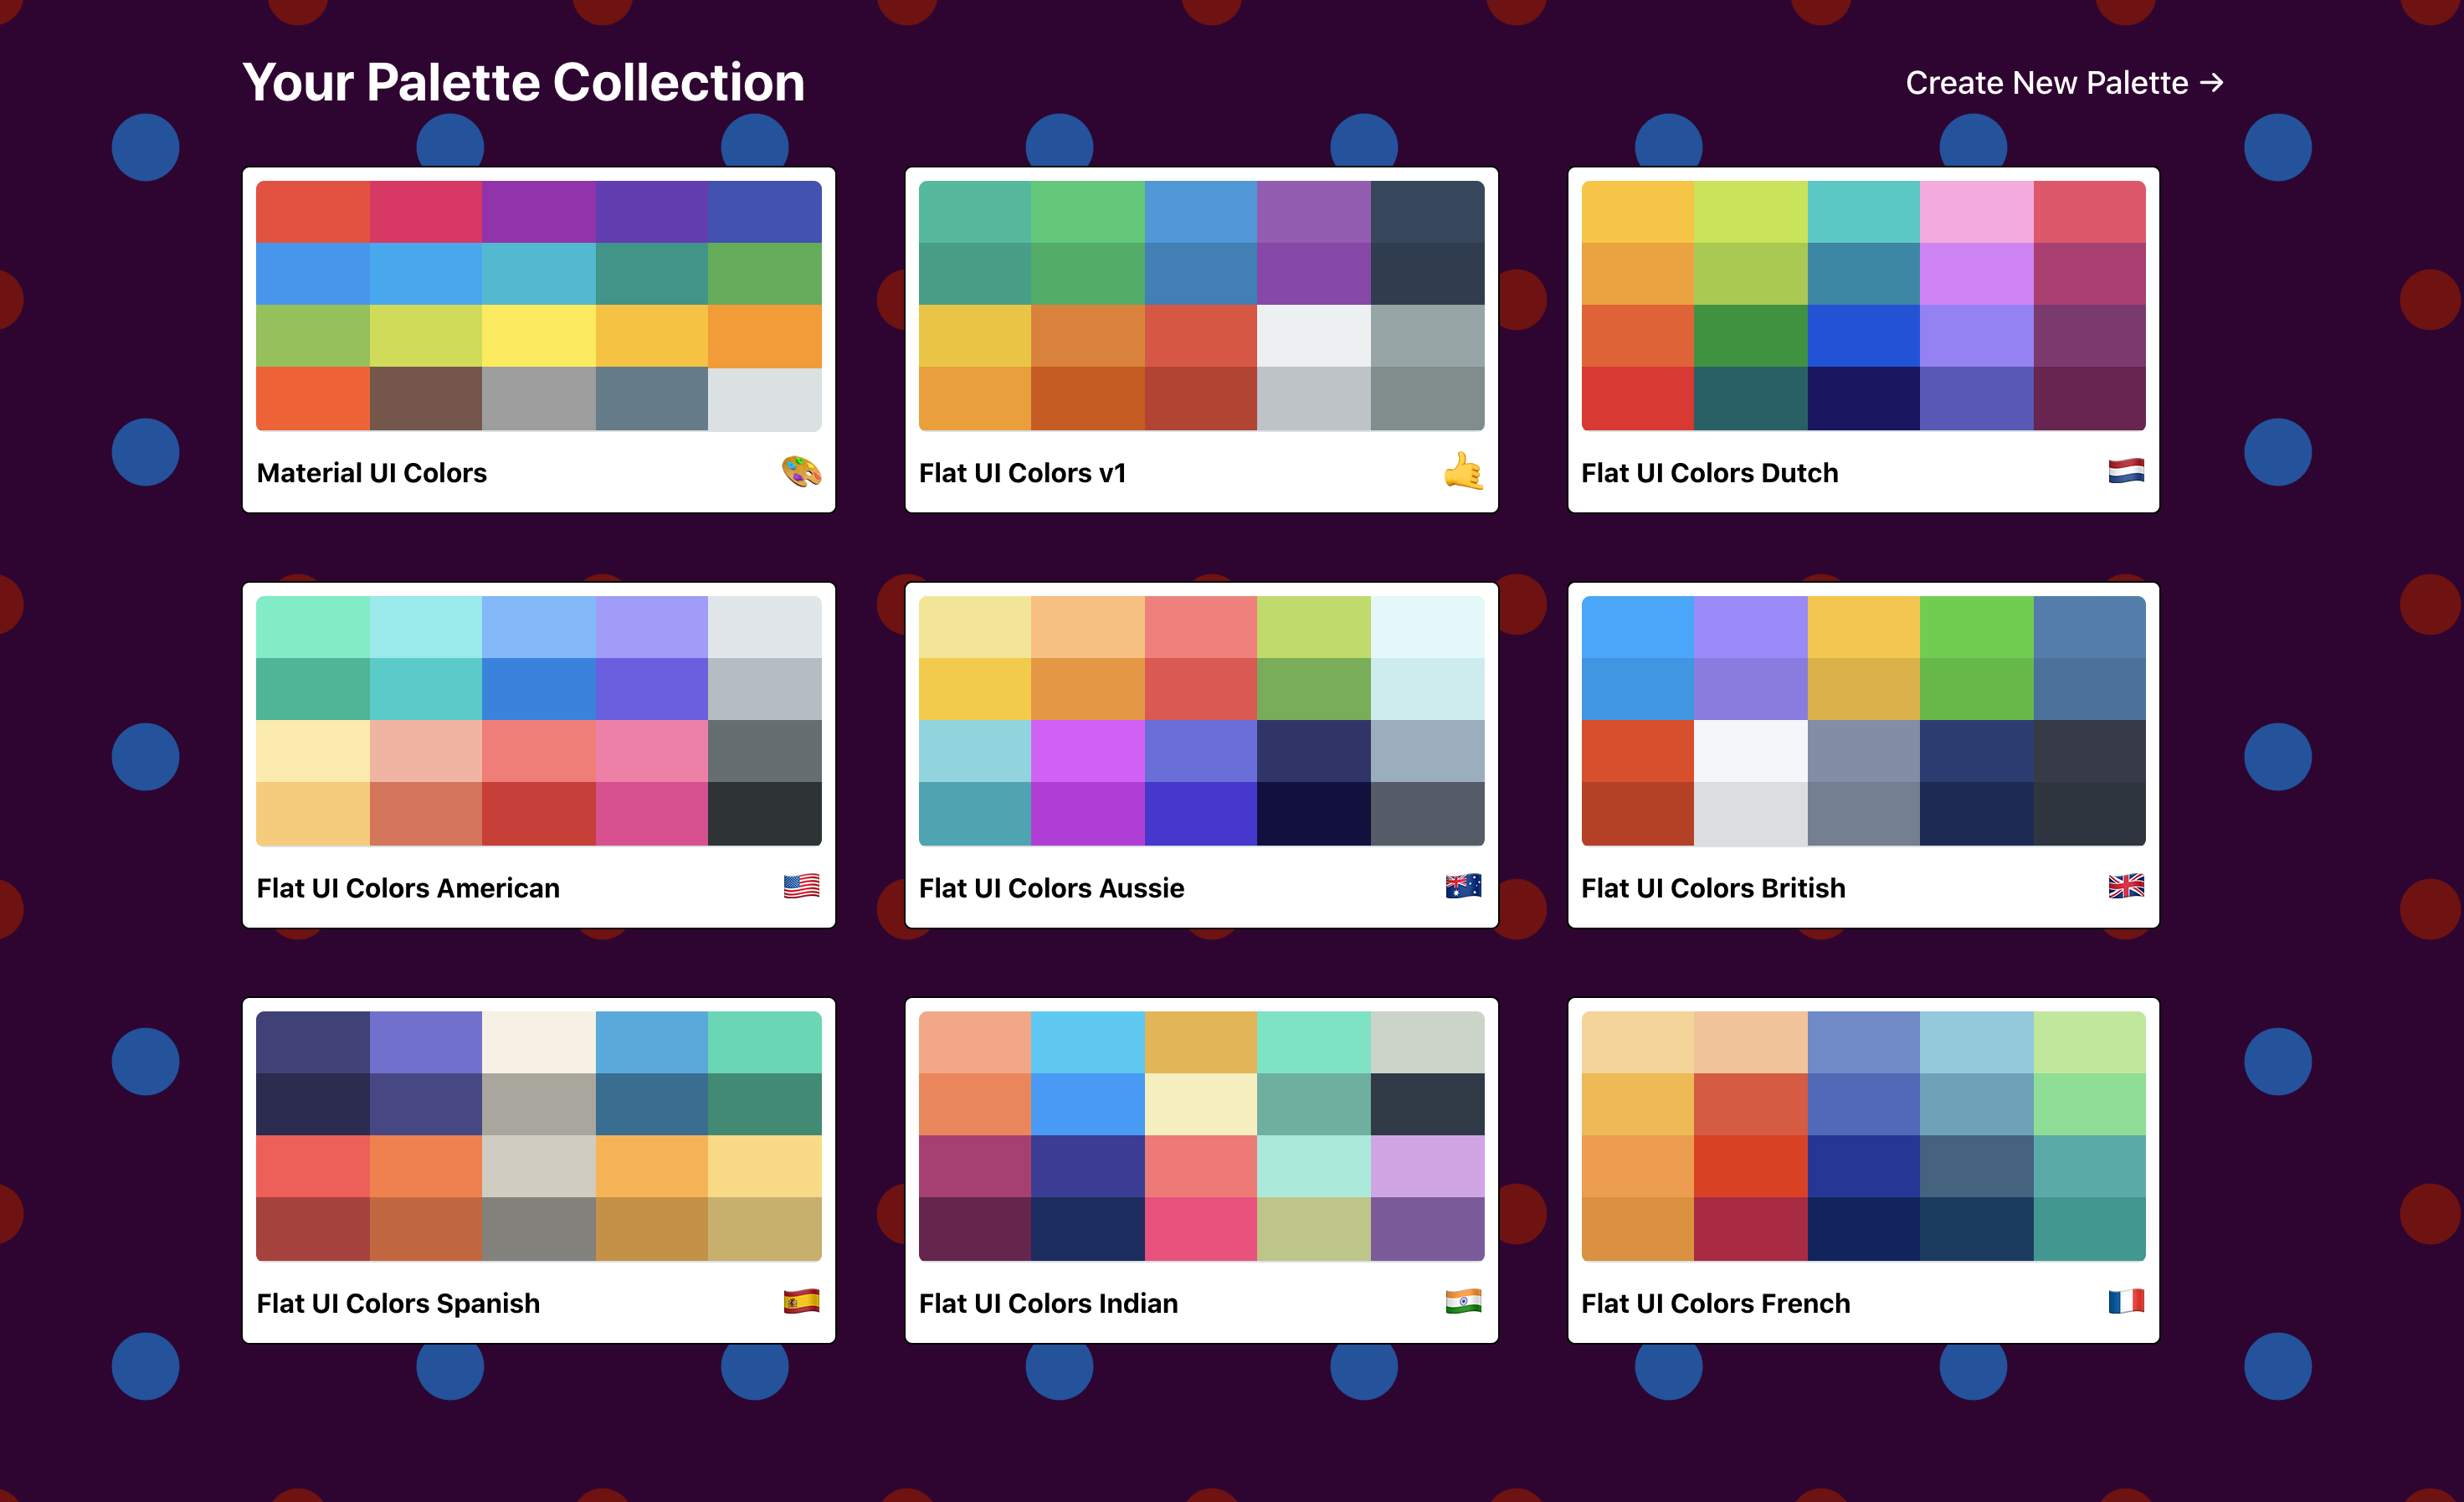 Your Palette Collection
Create New Palette →
Material UI Colors 🎨
Flat UI Colors v1 🤙
Flat UI Colors Dutch 🇳🇱
Flat UI Colors American 🇺🇸
Flat UI Colors Aussie 🇦🇺
Flat UI Colors British 🇬🇧
Flat UI Colors Spanish 🇪🇸
Flat UI Colors Indian 🇮🇳
Flat UI Colors French 🇫🇷